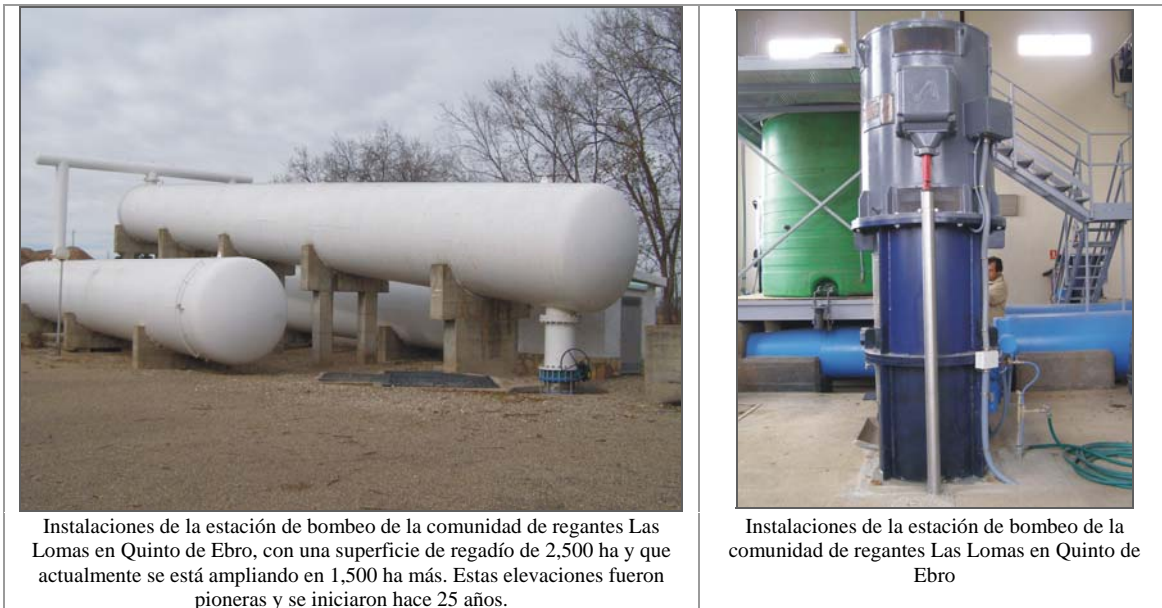 Instalaciones de la estación de bombeo de la comunidad de regantes Las
Lomas en Quinto de Ebro, con una superficie de regadío de 2,500 ha y que
actualmente se está ampliando en 1,500 ha más. Estas elevaciones fueron
pioneras y se iniciaron hace 25 años.
Instalaciones de la estación de bombeo de la
comunidad de regantes Las Lomas en Quinto de
Ebro